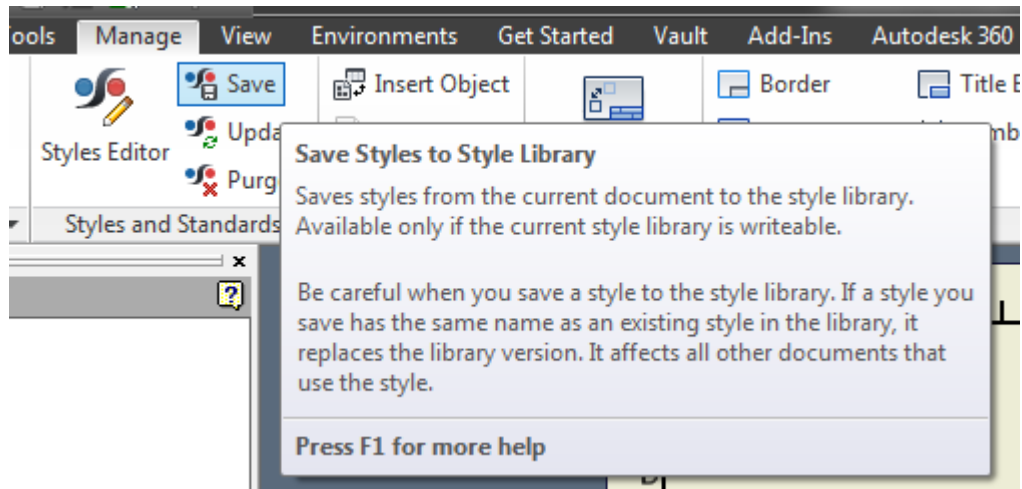 ools Manage View Environments Get Started Vault Add-Ins Autodesk 360
Save Insert Object Border Title
Styles Editor Upda
Purg
Styles and Standards
Save Styles to Style Library
Saves styles from the current document to the style library.
Available only if the current style library is writeable.
Be careful when you save a style to the style library. If a style you
save has the same name as an existing style in the library, it
replaces the library version. It affects all other documents that
use the style.
Press F1 for more help